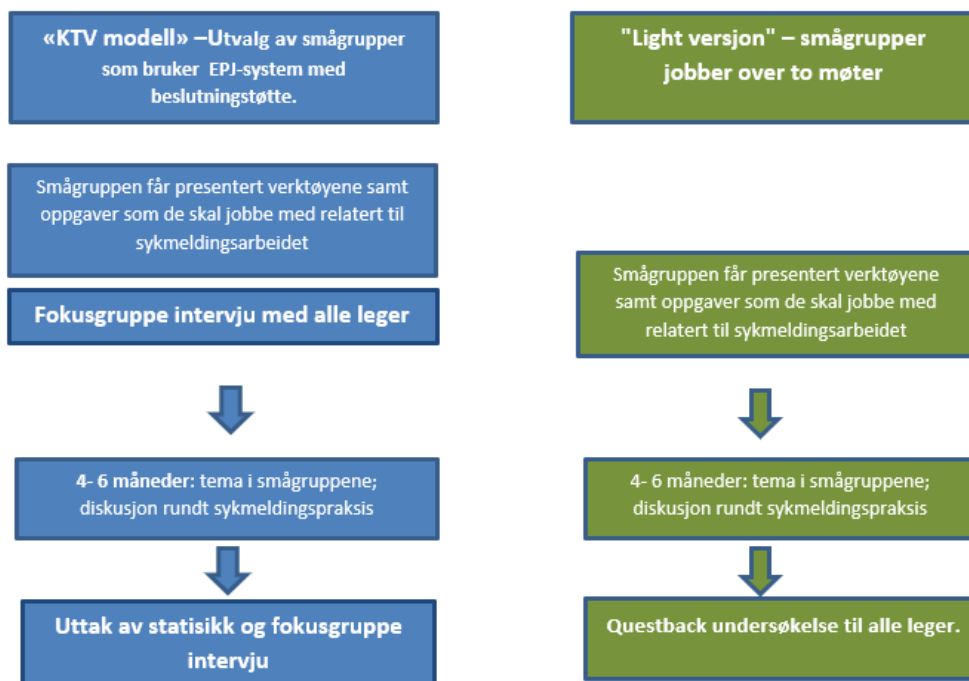 «KTV modell» –Utvalg av smågrupper
som bruker EPJ-system med
beslutningstøtte.
Smågruppen får presentert verktøyene samt
oppgaver som de skal jobbe med relatert til
sykmeldingsarbeidet
Fokusgruppe intervju med alle leger
4- 6 måneder: tema i smågruppene;
diskusjon rundt sykmeldingspraksis
Uttak av statisikk og fokusgruppe
intervju
"Light versjon" – smågrupper
jobber over to møter
Smågruppen får presentert verktøyene
samt oppgaver som de skal jobbe med
relatert til sykmeldingsarbeidet
4- 6 måneder: tema i smågruppene;
diskusjon rundt sykmeldingspraksis
Questback undersøkelse til alle leger.